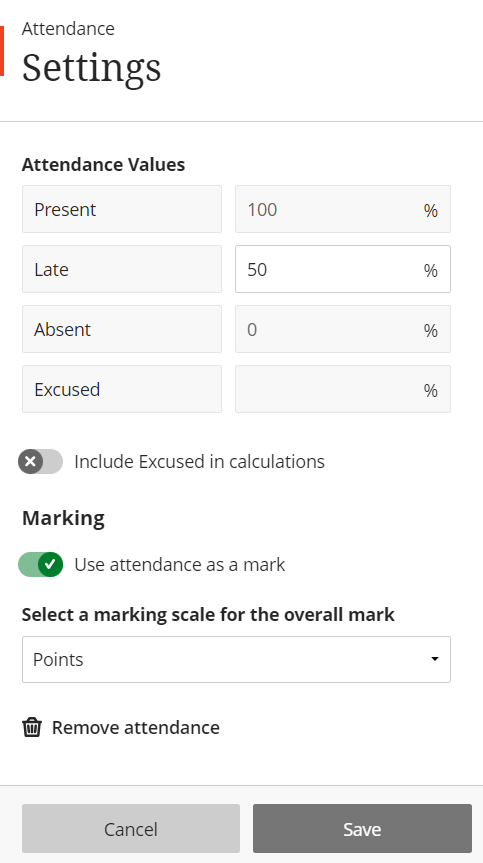 Attendance
Settings
Attendance Values
Present 100 %
Late 50 %
Absent 0 %
Excused %
Include Excused in calculations
Marking
Use attendance as a mark
Select a marking scale for the overall mark
Points
Remove attendance
Cancel Save